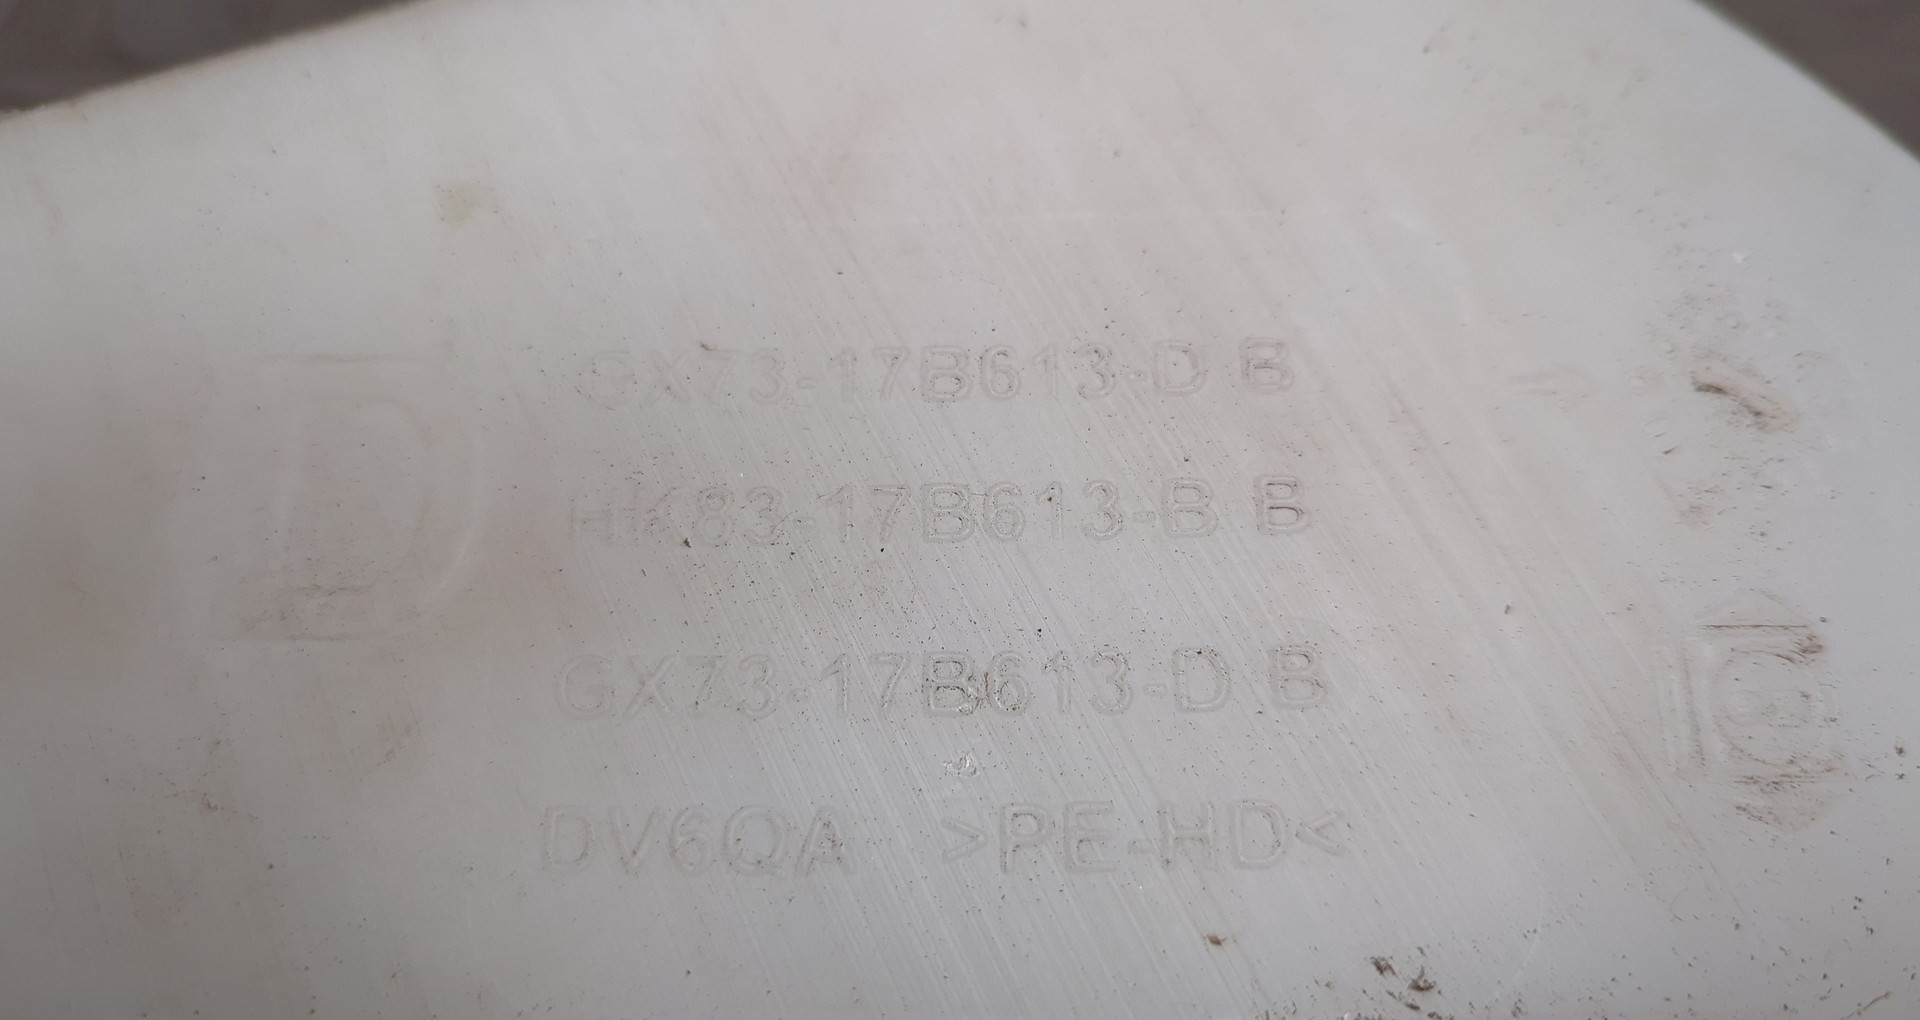 D
GX73-17B613-D B
HK83-17B613-B B
GX73-17B613-D B
DV6QA >PE-HD<